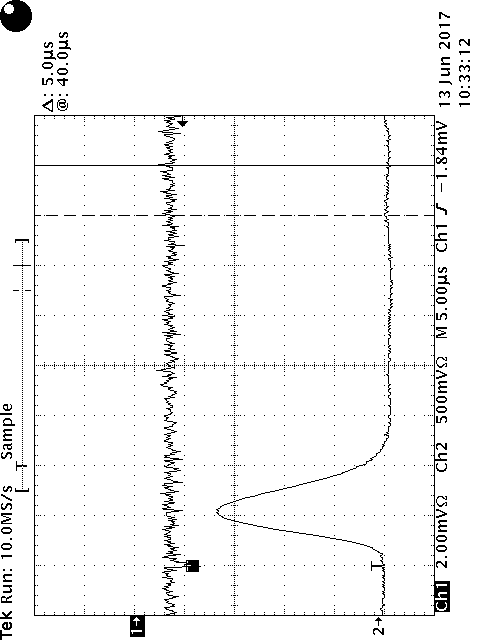 Tek Run: 10.0MS/s Sample
Δ: 5.0µs
@: 40.0µs
T
1→
2→
Ch1 2.00mVΩ Ch2 500mVΩ M 5.00µs Ch1 ƒ −1.84mV
13 Jun 2017
10:33:12